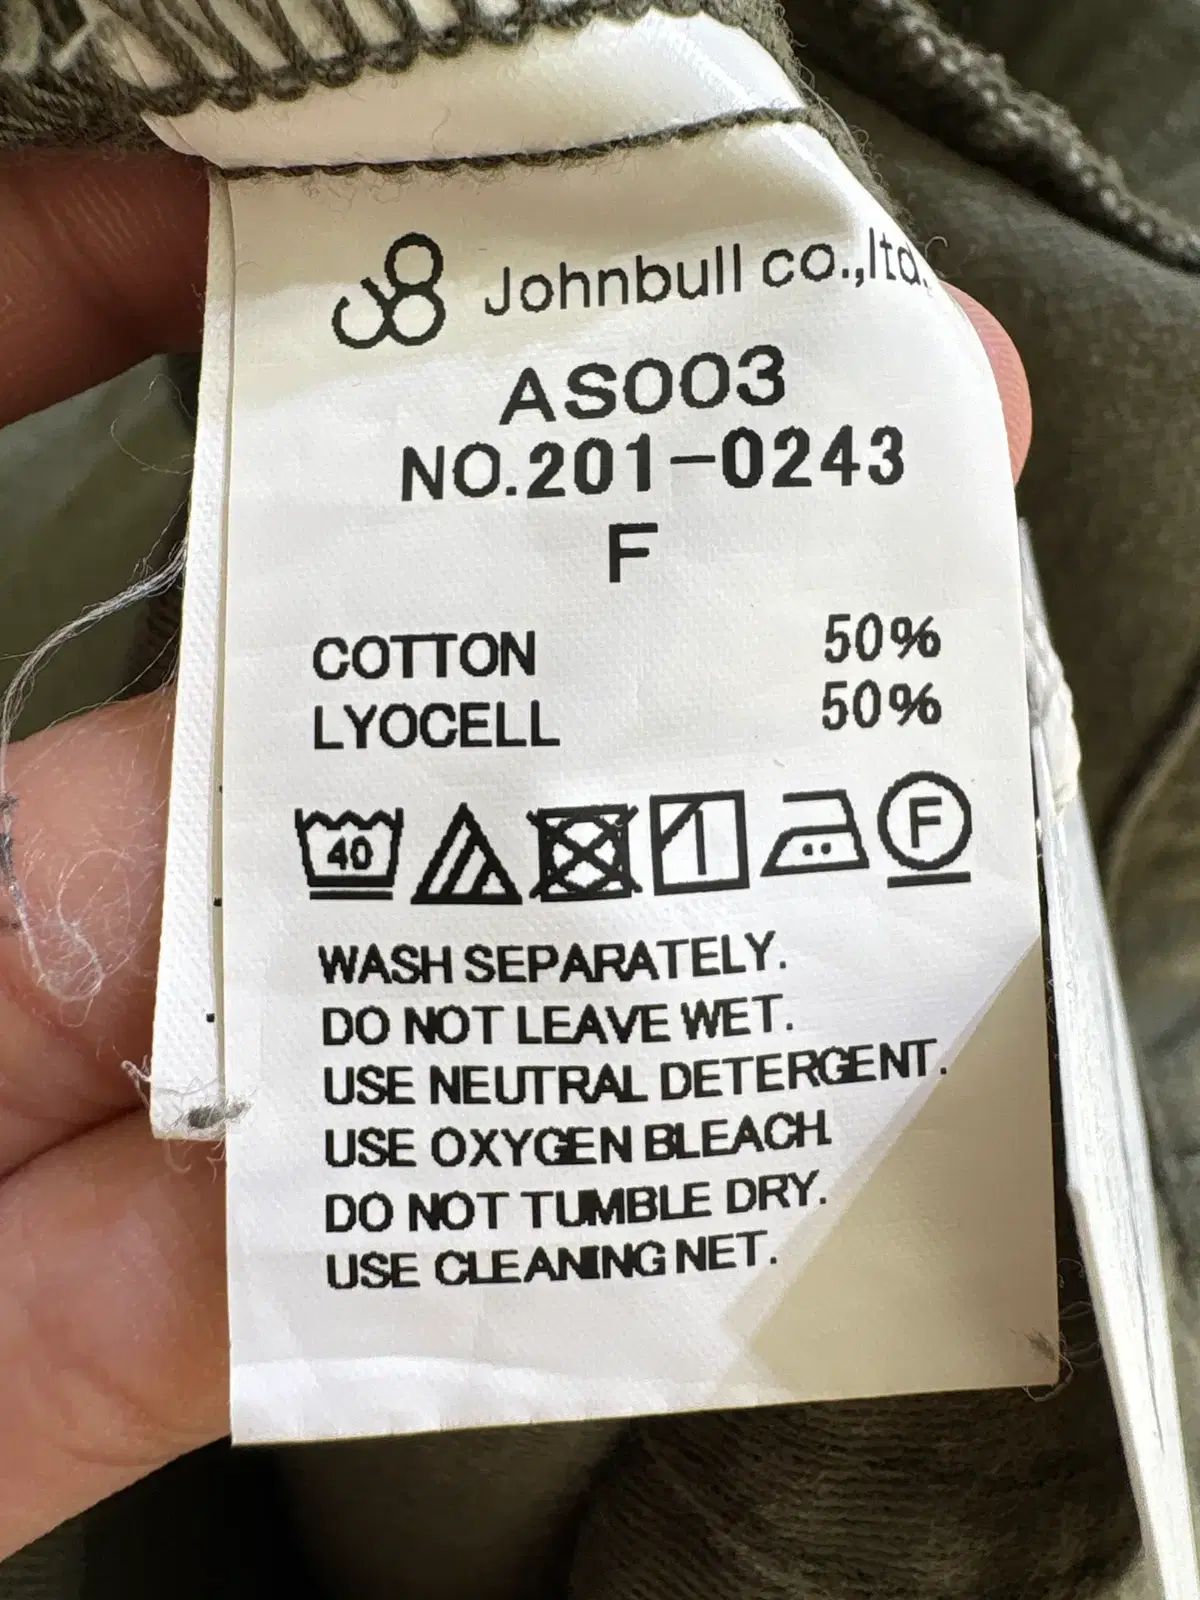 Johnbull co.,ltd.
AS003
NO.201-0243
F
COTTON 50%
LYOCELL 50%
40 F
WASH SEPARATELY.
DO NOT LEAVE WET.
USE NEUTRAL DETERGENT.
USE OXYGEN BLEACH.
DO NOT TUMBLE DRY.
USE CLEANING NET.